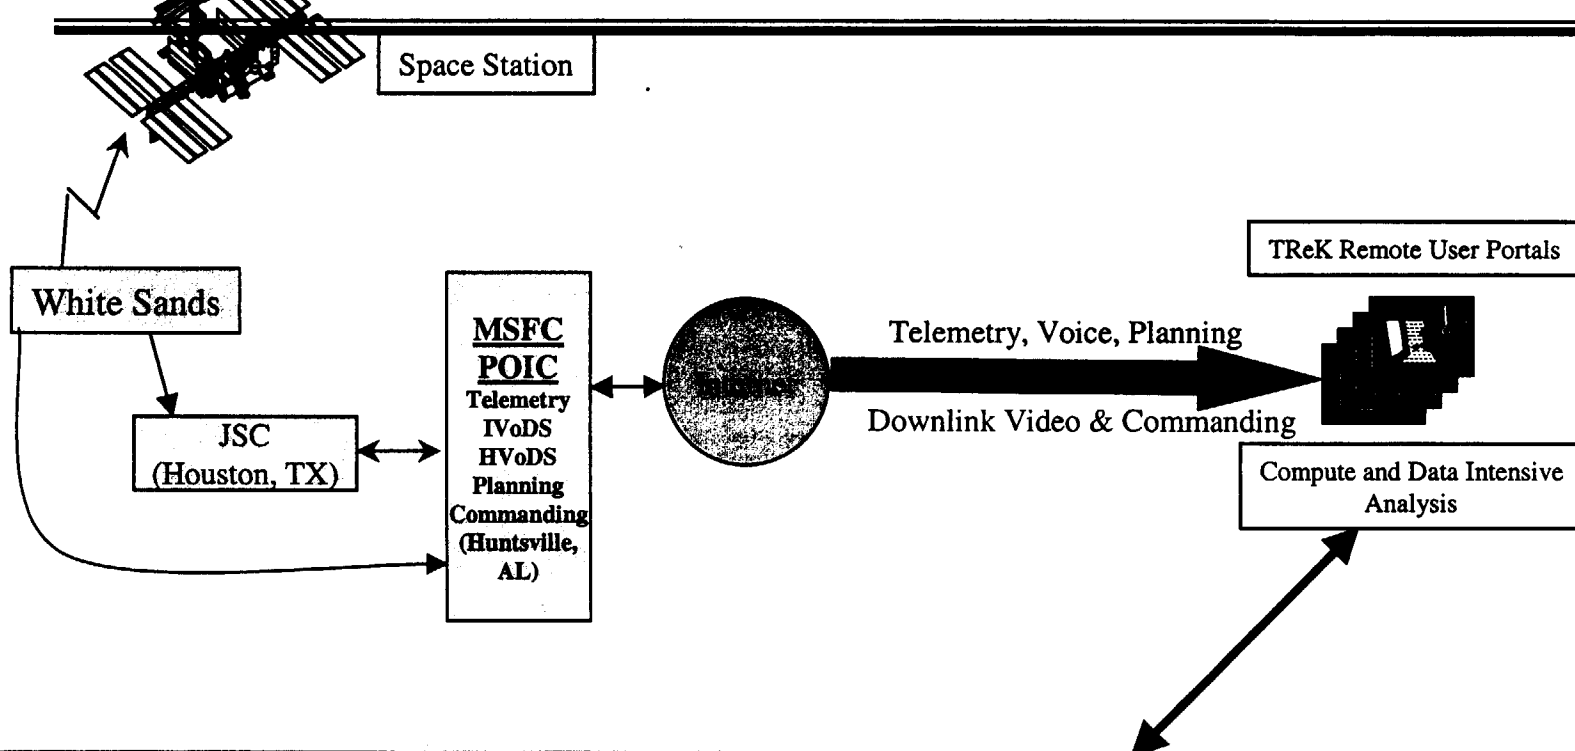 Space Station
TReK Remote User Portals
White Sands
MSFC
POIC
Telemetry
IVoDS
HVoDS
Planning
Commanding
(Huntsville,
AL)
Internet
Telemetry, Voice, Planning
Downlink Video & Commanding
JSC
(Houston, TX)
Compute and Data Intensive
Analysis